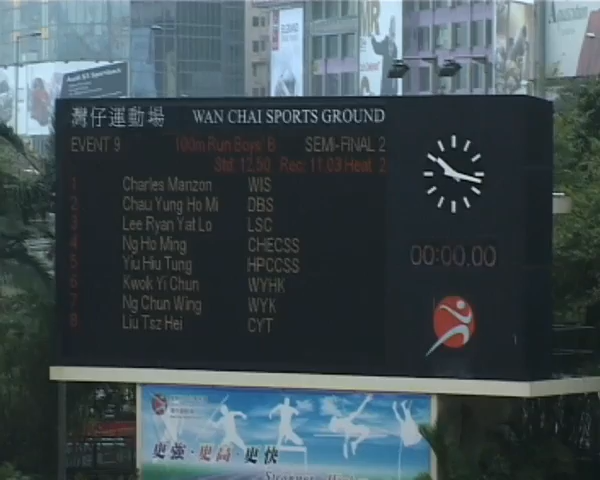 灣仔運動場 WAN CHAI SPORTS GROUND
EVENT 9 100m Run Boys' B SEMI-FINAL 2
Std: 12.50 Rec: 11.03 Heat: 2
1 Charles Manzon WIS
2 Chau Yung Ho Mi DBS
3 Lee Ryan Yat Lo LSC
4 Ng Ho Ming CHECSS
5 Yiu Hiu Tung HPCCSS
6 Kwok Yi Chun WYHK
7 Ng Chun Wing WYK
8 Liu Tsz Hei CYT
00:00.00
更強·更高·更快